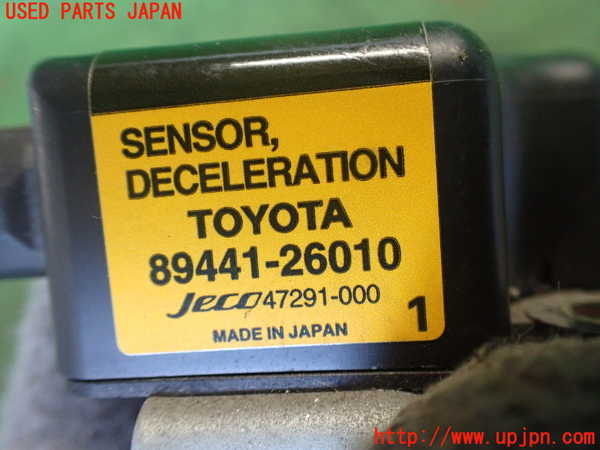 USED PARTS JAPAN
SENSOR,
DECELERATION
TOYOTA
89441-26010
Jeco 47291-000
1
MADE IN JAPAN
http://www.upjpn.com/